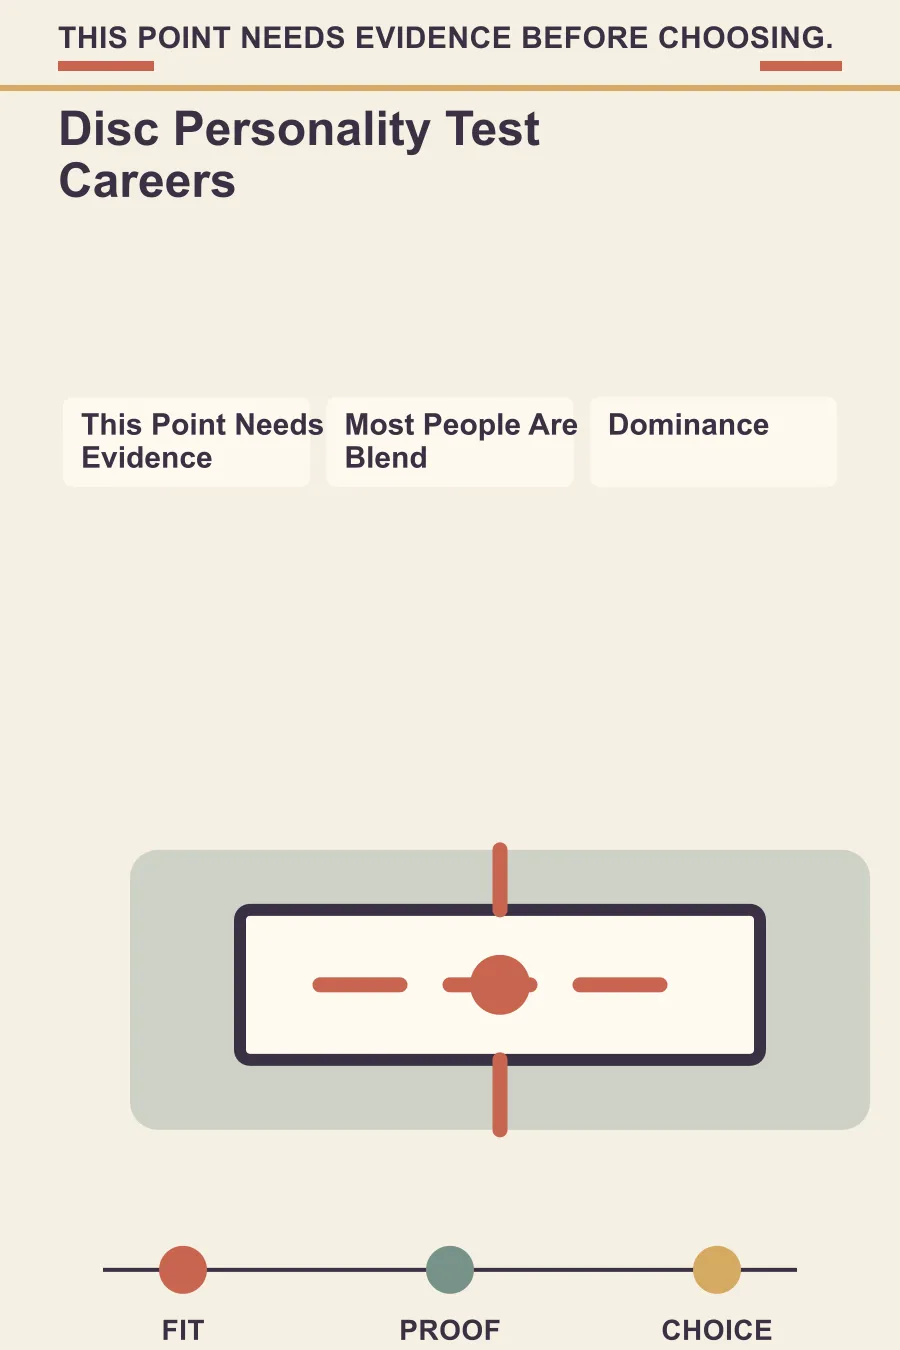 THIS POINT NEEDS EVIDENCE BEFORE CHOOSING.
Disc Personality Test
Careers
This Point Needs
Evidence
Most People Are
Blend
Dominance
FIT
PROOF
CHOICE